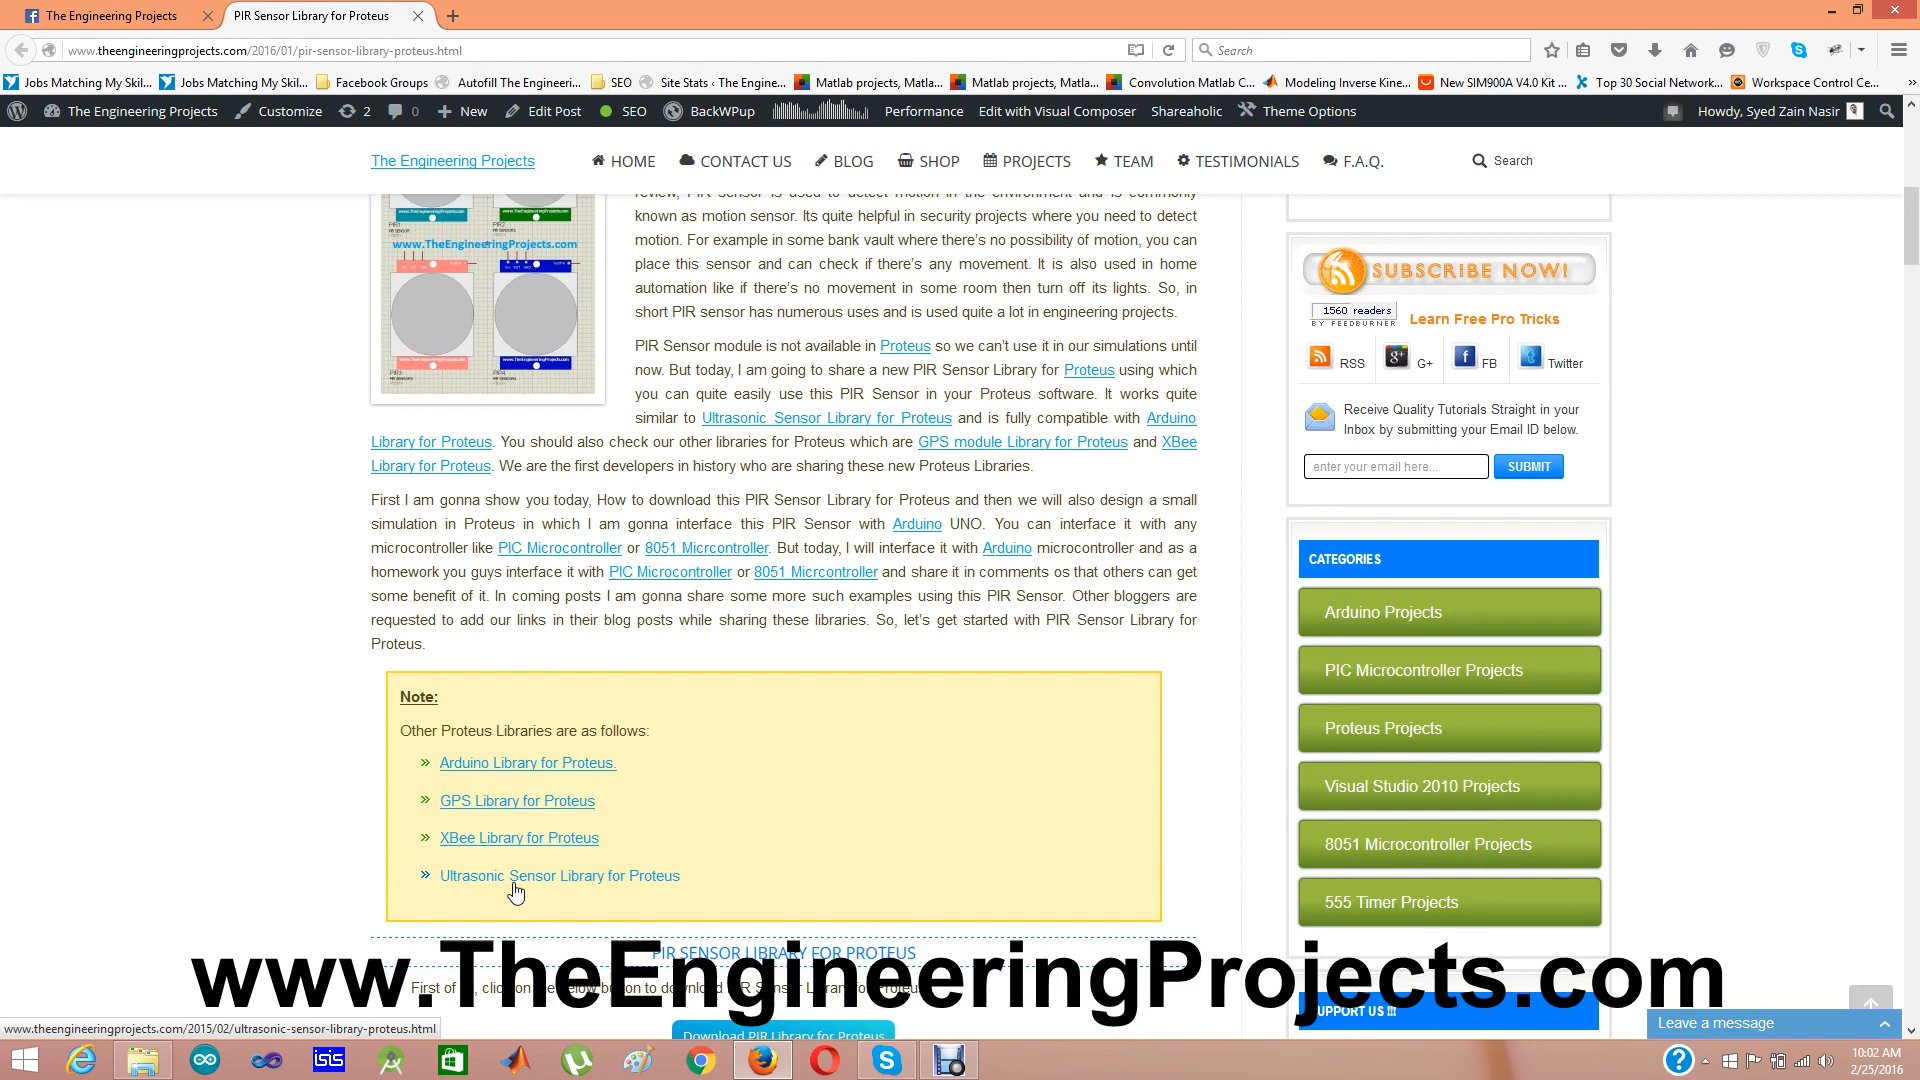 The Engineering Projects
PIR Sensor Library for Proteus
www.theengineeringprojects.com/2016/01/pir-sensor-library-proteus.html
Search
Jobs Matching My Skil...
Jobs Matching My Skil...
Facebook Groups
Autofill The Engineeri...
SEO
Site Stats ‹ The Engine...
Matlab projects, Matla...
Matlab projects, Matla...
Convolution Matlab C...
Modeling Inverse Kine...
New SIM900A V4.0 Kit ...
Top 30 Social Network...
Workspace Control Ce...
The Engineering Projects
Customize
2
0
New
Edit Post
SEO
BackWPup
Performance
Edit with Visual Composer
Shareaholic
Theme Options
Howdy, Syed Zain Nasir
The Engineering Projects
HOME
CONTACT US
BLOG
SHOP
PROJECTS
TEAM
TESTIMONIALS
F.A.Q.
Search
www.TheEngineeringProjects.com
review, PIR sensor is used to detect motion in the environment and is commonly
known as motion sensor. Its quite helpful in security projects where you need to detect
motion. For example in some bank vault where there's no possibility of motion, you can
place this sensor and can check if there's any movement. It is also used in home
automation like if there's no movement in some room then turn off its lights. So, in
short PIR sensor has numerous uses and is used quite a lot in engineering projects.
PIR Sensor module is not available in Proteus so we can't use it in our simulations until
now. But today, I am going to share a new PIR Sensor Library for Proteus using which
you can quite easily use this PIR Sensor in your Proteus software. It works quite
similar to Ultrasonic Sensor Library for Proteus and is fully compatible with Arduino
Library for Proteus. You should also check our other libraries for Proteus which are GPS module Library for Proteus and XBee
Library for Proteus. We are the first developers in history who are sharing these new Proteus Libraries.
First I am gonna show you today, How to download this PIR Sensor Library for Proteus and then we will also design a small
simulation in Proteus in which I am gonna interface this PIR Sensor with Arduino UNO. You can interface it with any
microcontroller like PIC Microcontroller or 8051 Micrcontroller. But today, I will interface it with Arduino microcontroller and as a
homework you guys interface it with PIC Microcontroller or 8051 Micrcontroller and share it in comments os that others can get
some benefit of it. In coming posts I am gonna share some more such examples using this PIR Sensor. Other bloggers are
requested to add our links in their blog posts while sharing these libraries. So, let's get started with PIR Sensor Library for
Proteus.
Note:
Other Proteus Libraries are as follows:
» Arduino Library for Proteus.
» GPS Library for Proteus
» XBee Library for Proteus
» Ultrasonic Sensor Library for Proteus
PIR SENSOR LIBRARY FOR PROTEUS
www.TheEngineeringProjects.com
Download PIR Library for Proteus
www.theengineeringprojects.com/2015/02/ultrasonic-sensor-library-proteus.html
SUBSCRIBE NOW!
1560 readers
BY FEEDBURNER
Learn Free Pro Tricks
RSS
G+
FB
Twitter
Receive Quality Tutorials Straight in your
Inbox by submitting your Email ID below.
enter your email here...
SUBMIT
CATEGORIES
Arduino Projects
PIC Microcontroller Projects
Proteus Projects
Visual Studio 2010 Projects
8051 Microcontroller Projects
555 Timer Projects
SUPPORT US !!!
Leave a message
isis
10:02 AM
2/25/2016